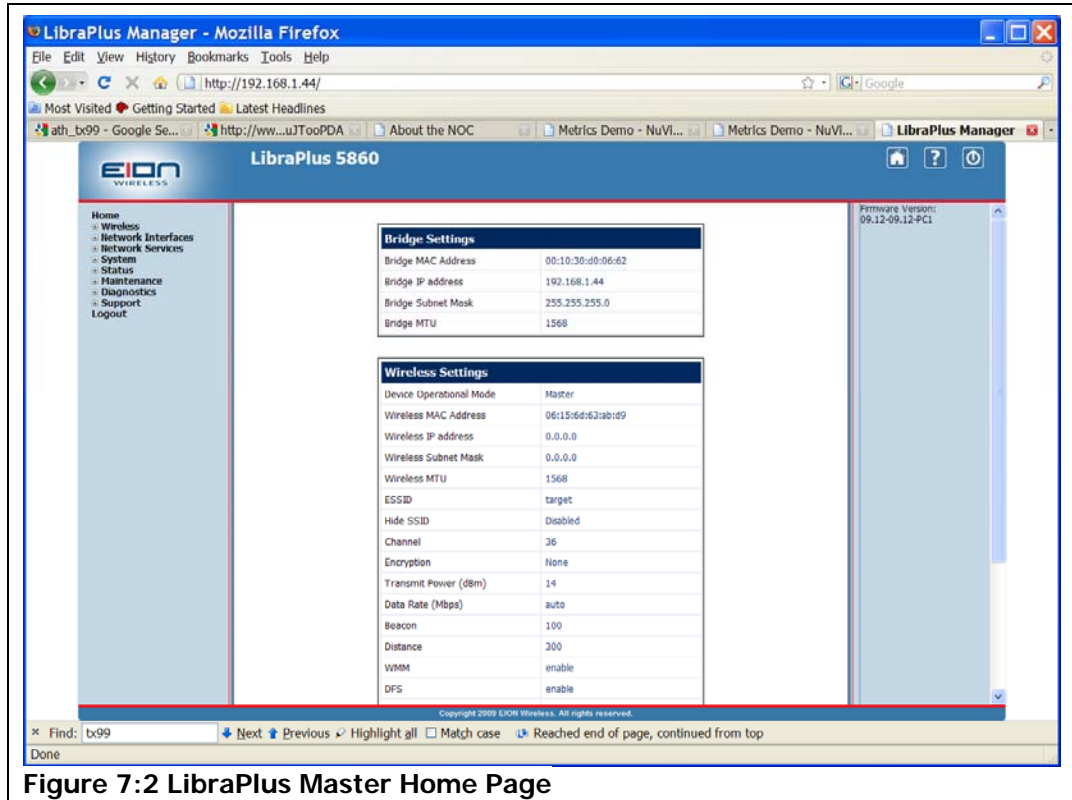 LibraPlus Manager - Mozilla Firefox
File Edit View History Bookmarks Tools Help
http://192.168.1.44/
Google
Most Visited Getting Started Latest Headlines
ath_tx99 - Google Se... http://ww...uJTooPDA About the NOC Metrics Demo - NuVI... Metrics Demo - NuVI... LibraPlus Manager
EION WIRELESS
LibraPlus 5860
Home
Wireless
Network Interfaces
Network Services
System
Status
Maintenance
Diagnostics
Support
Logout
Firmware Version:
09.12-09.12-PC1
Bridge Settings
Bridge MAC Address 00:10:30:d0:06:62
Bridge IP address 192.168.1.44
Bridge Subnet Mask 255.255.255.0
Bridge MTU 1568
Wireless Settings
Device Operational Mode Master
Wireless MAC Address 06:15:6d:63:ab:d9
Wireless IP address 0.0.0.0
Wireless Subnet Mask 0.0.0.0
Wireless MTU 1568
ESSID target
Hide SSID Disabled
Channel 36
Encryption None
Transmit Power (dBm) 14
Data Rate (Mbps) auto
Beacon 100
Distance 300
WMM enable
DFS enable
Copyright 2009 EION Wireless. All rights reserved.
Find: tx99 Next Previous Highlight all Match case Reached end of page, continued from top
Done
Figure 7:2 LibraPlus Master Home Page